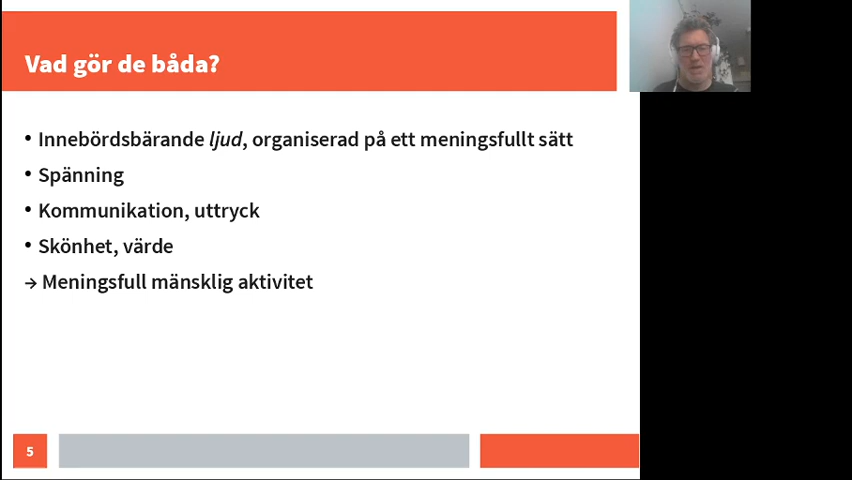 Vad gör de båda?
• Innebördsbärande ljud, organiserad på ett meningsfullt sätt
• Spänning
• Kommunikation, uttryck
• Skönhet, värde
→ Meningsfull mänsklig aktivitet
5